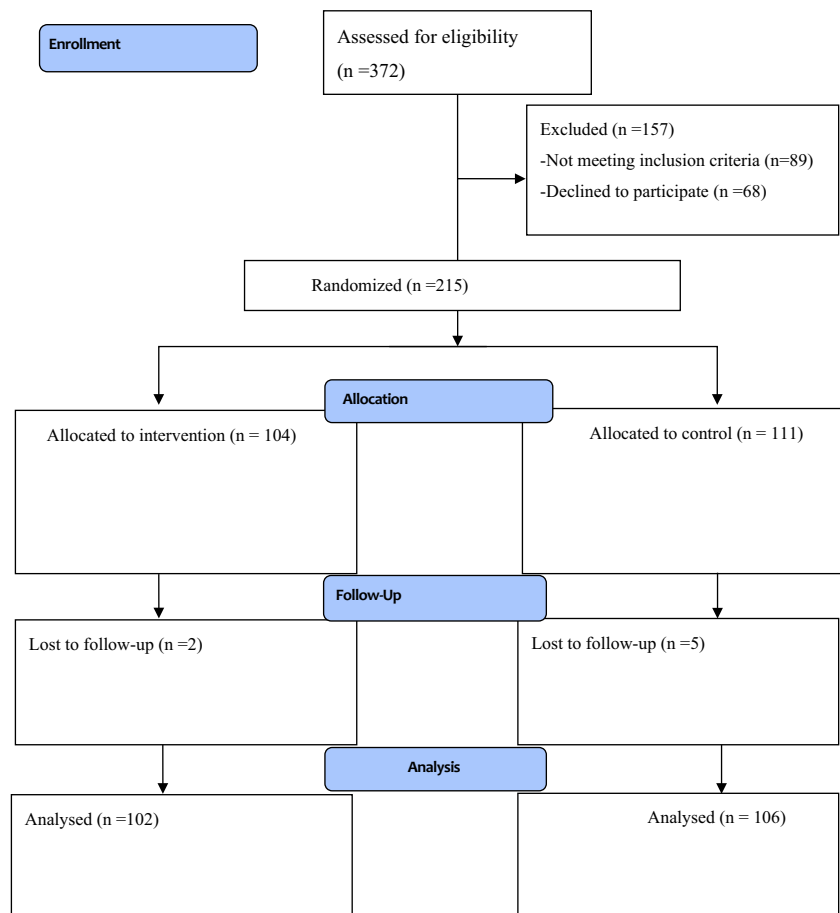 Enrollment
Assessed for eligibility
(n =372)
Excluded (n =157)
-Not meeting inclusion criteria (n=89)
-Declined to participate (n =68)
Randomized (n =215)
Allocation
Allocated to intervention (n = 104)
Allocated to control (n = 111)
Follow-Up
Lost to follow-up (n =2)
Lost to follow-up (n =5)
Analysis
Analysed (n =102)
Analysed (n = 106)